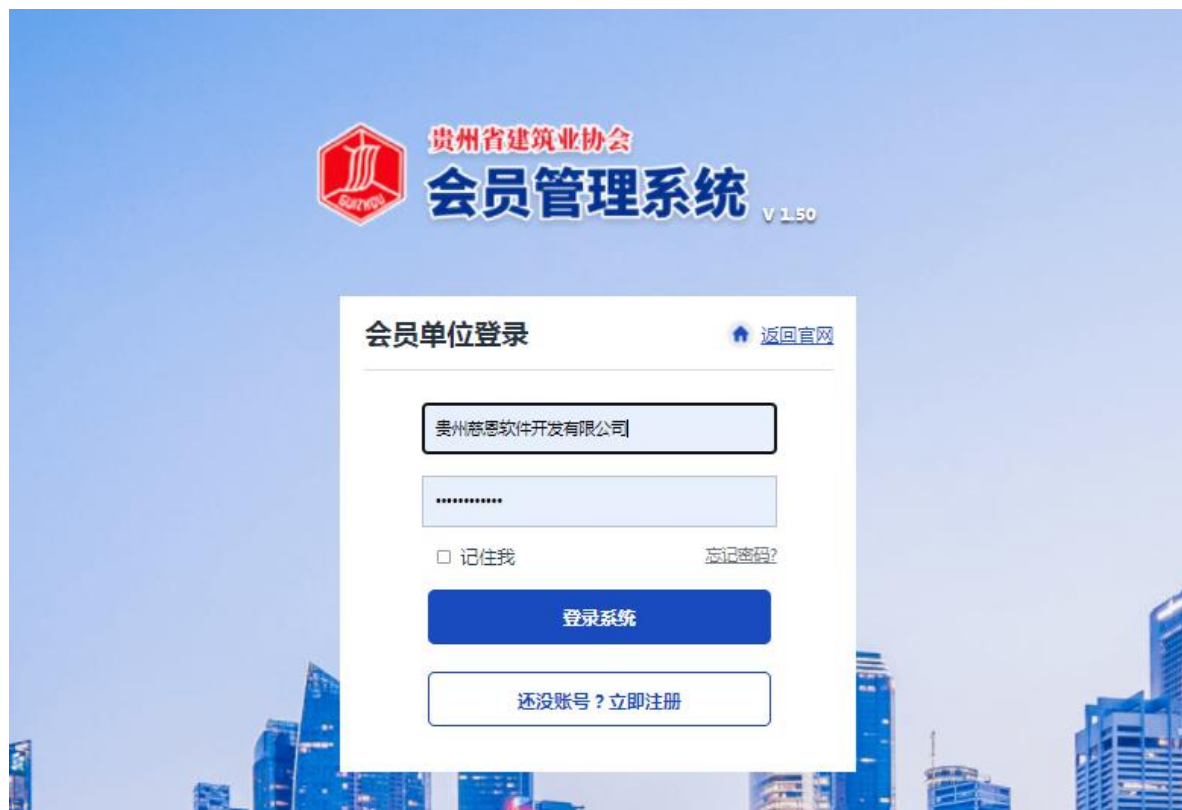 贵州省建筑业协会
GUIZHOU
会员管理系统 V 1.50
会员单位登录 返回官网
贵州慈恩软件开发有限公司
••••••••••••
记住我 忘记密码?
登录系统
还没账号？立即注册